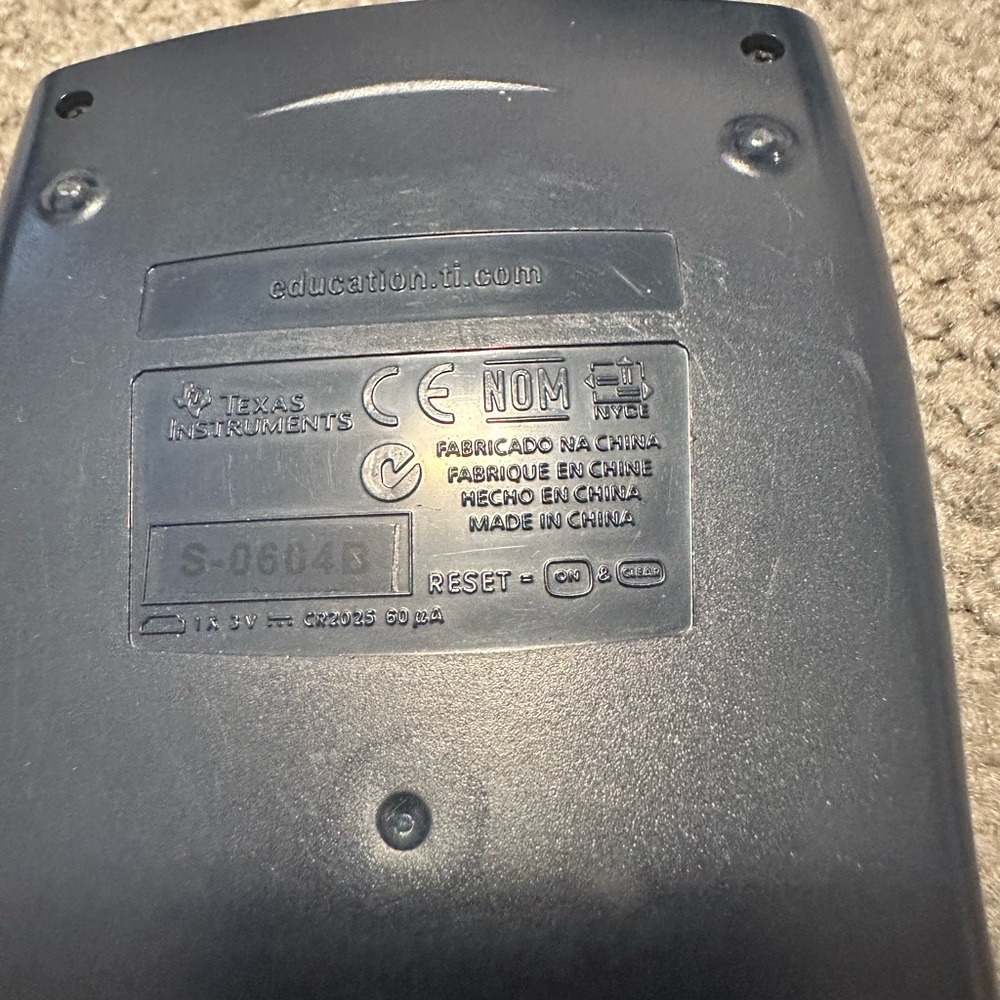 education.ti.com
TEXAS
INSTRUMENTS
CE
NOM
NYCE
FABRICADO NA CHINA
FABRIQUE EN CHINE
HECHO EN CHINA
MADE IN CHINA
S-0604B
RESET = ON & CLEAR
1 X 3V ⎓ CR2025 60 µA